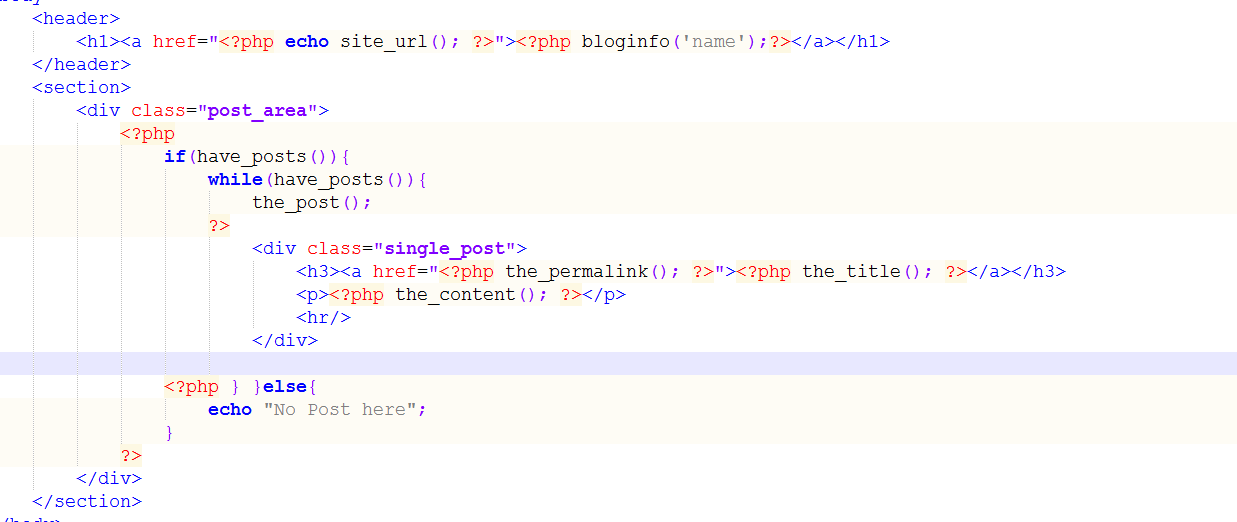 <header>
<h1><a href="<?php echo site_url(); ?>"><?php bloginfo('name');?></a></h1>
</header>
<section>
<div class="post_area">
<?php
if(have_posts()){
while(have_posts()){
the_post();
?>
<div class="single_post">
<h3><a href="<?php the_permalink(); ?>"><?php the_title(); ?></a></h3>
<p><?php the_content(); ?></p>
<hr/>
</div>
<?php } }else{
echo "No Post here";
}
?>
</div>
</section>